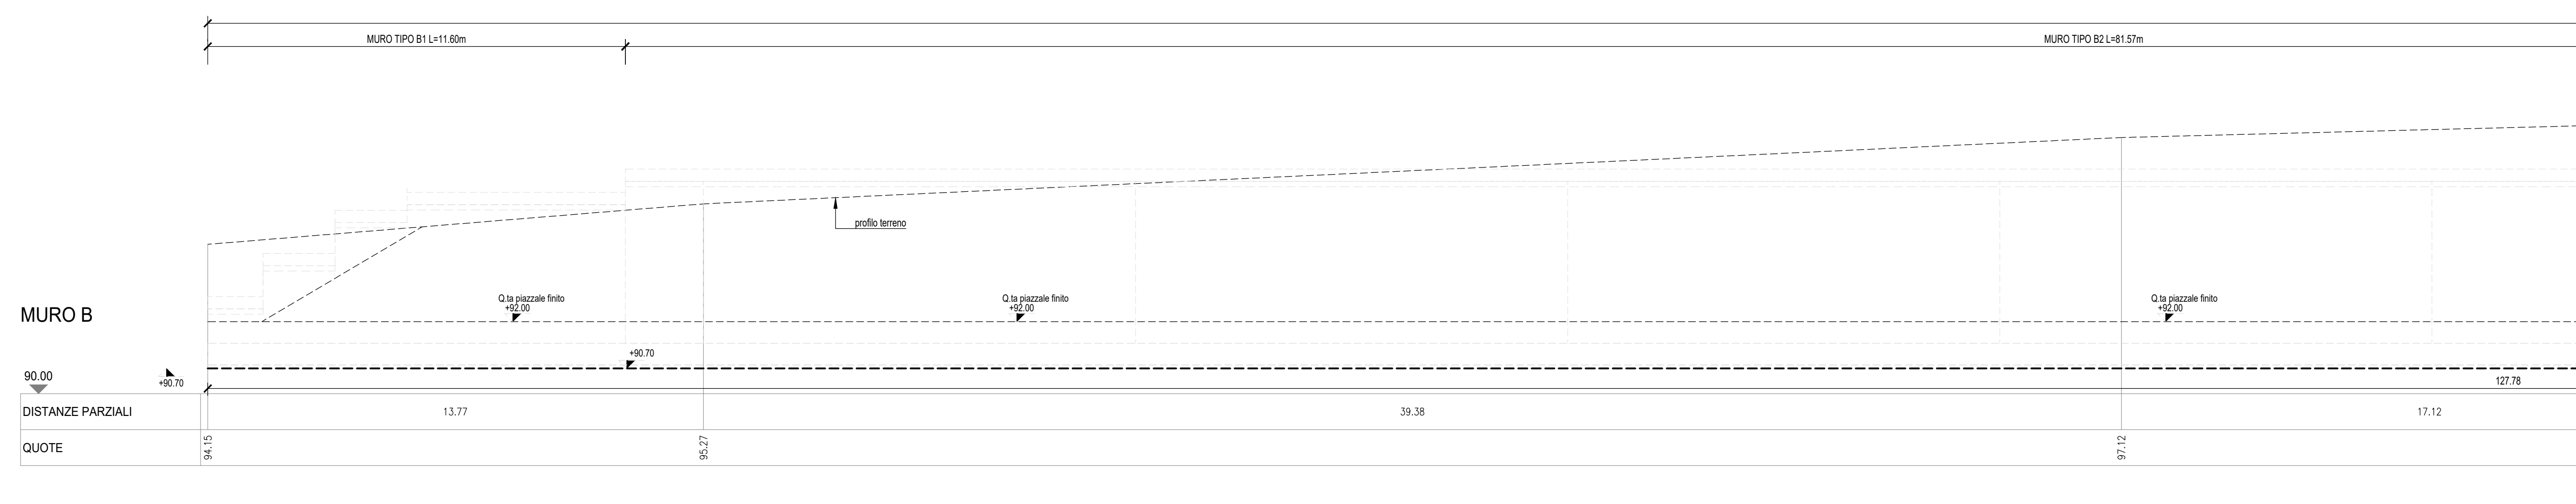 MURO TIPO B1 L=11.60m
MURO TIPO B2 L=81.57m
profilo terreno
Q.ta piazzale finito
+92.00
Q.ta piazzale finito
+92.00
Q.ta piazzale finito
+92.00
MURO B
+90.70
90.00
+90.70
127.78
DISTANZE PARZIALI
13.77
39.38
17.12
QUOTE
94.15
95.27
97.12